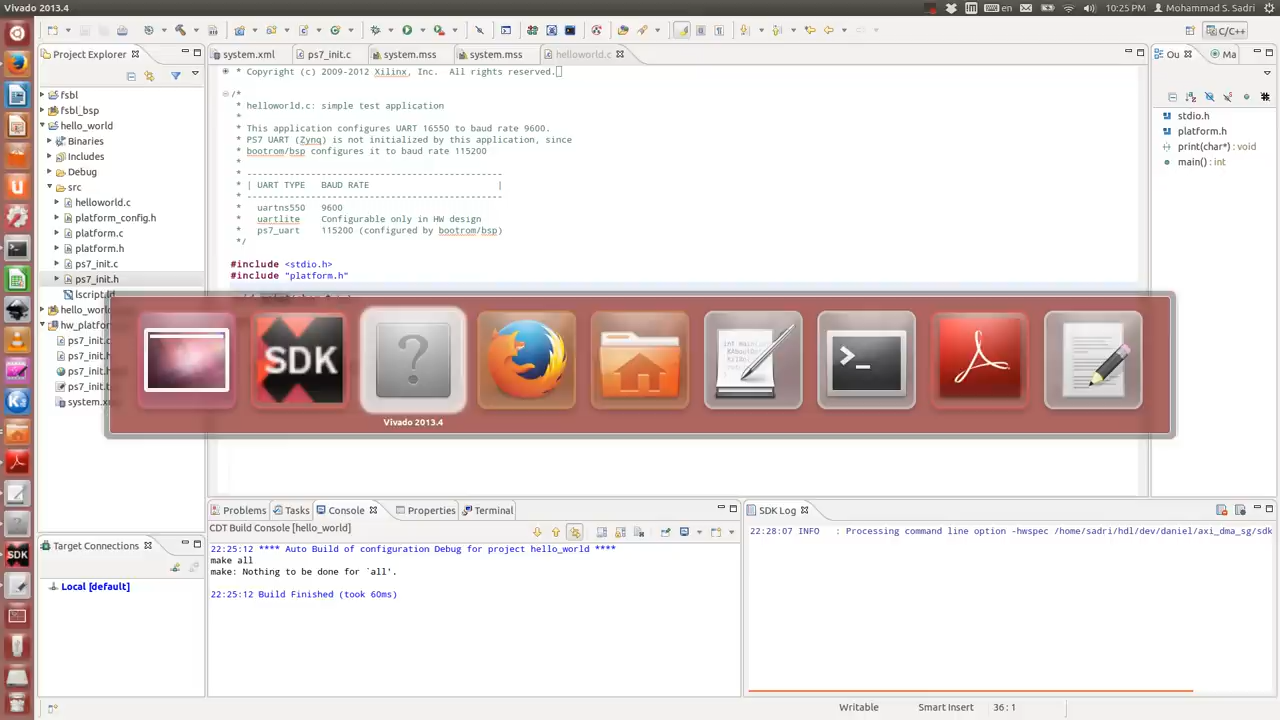 Vivado 2013.4
en
10:25 PM
Mohammad S. Sadri
C/C++
Project Explorer
system.xml
ps7_init.c
system.mss
system.mss
helloworld.c
Ou
Ma
* Copyright (c) 2009-2012 Xilinx, Inc. All rights reserved.
/*
* helloworld.c: simple test application
*
* This application configures UART 16550 to baud rate 9600.
* PS7 UART (Zynq) is not initialized by this application, since
* bootrom/bsp configures it to baud rate 115200
*
* ------------------------------------------------
* | UART TYPE   BAUD RATE                        |
* ------------------------------------------------
*   uartns550   9600
*   uartlite    Configurable only in HW design
*   ps7_uart    115200 (configured by bootrom/bsp)
*/
#include <stdio.h>
#include "platform.h"
fsbl
fsbl_bsp
hello_world
Binaries
Includes
Debug
src
helloworld.c
platform_config.h
platform.c
platform.h
ps7_init.c
ps7_init.h
lscript.ld
hello_worl
hw_platfor
ps7_init.c
ps7_init.h
ps7_init.
ps7_init.t
system.xm
stdio.h
platform.h
print(char*) : void
main() : int
SDK
Vivado 2013.4
Problems
Tasks
Console
Properties
Terminal
CDT Build Console [hello_world]
22:25:12 **** Auto Build of configuration Debug for project hello_world ****
make all
make: Nothing to be done for `all'.
22:25:12 Build Finished (took 60ms)
SDK Log
22:28:07 INFO   : Processing command line option -hwspec /home/sadri/hdl/dev/daniel/axi_dma_sg/sdk
Target Connections
Local [default]
SDK
Writable
Smart Insert
36 : 1